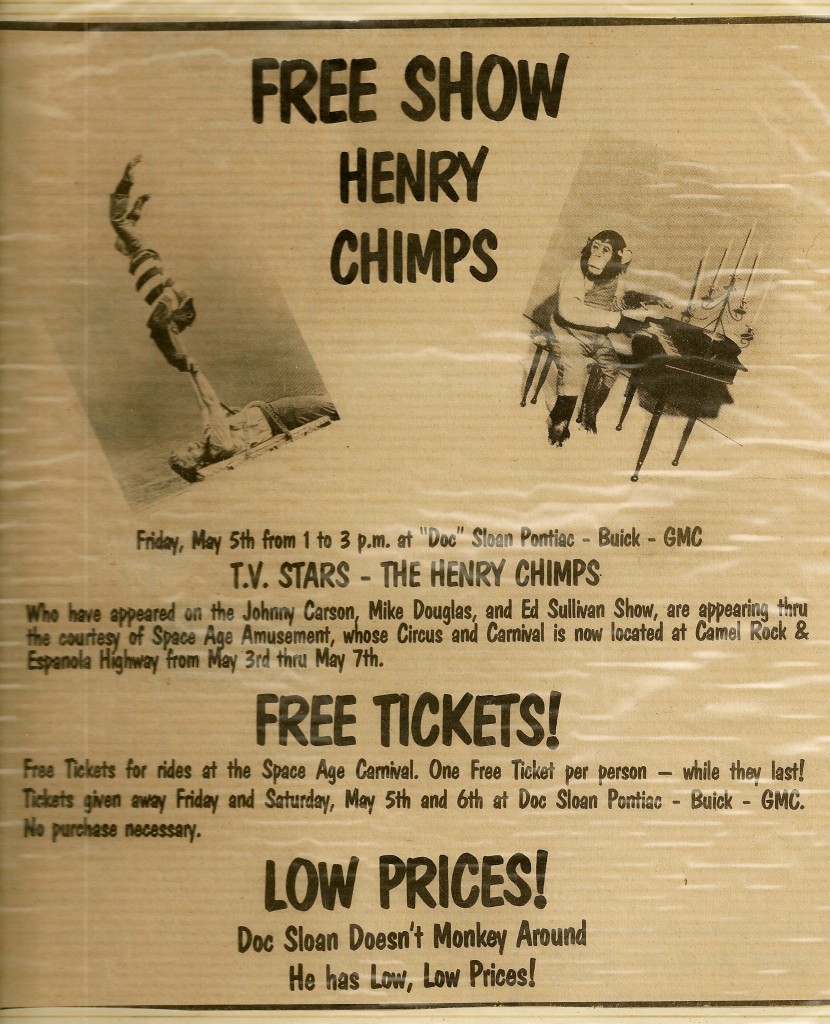 FREE SHOW
HENRY
CHIMPS
Friday, May 5th from 1 to 3 p.m. at "Doc" Sloan Pontiac - Buick - GMC
T.V. STARS - THE HENRY CHIMPS
Who have appeared on the Johnny Carson, Mike Douglas, and Ed Sullivan Show, are appearing thru
the courtesy of Space Age Amusement, whose Circus and Carnival is now located at Camel Rock &
Espanola Highway from May 3rd thru May 7th.
FREE TICKETS!
Free Tickets for rides at the Space Age Carnival. One Free Ticket per person — while they last!
Tickets given away Friday and Saturday, May 5th and 6th at Doc Sloan Pontiac - Buick - GMC.
No purchase necessary.
LOW PRICES!
Doc Sloan Doesn't Monkey Around
He has Low, Low Prices!